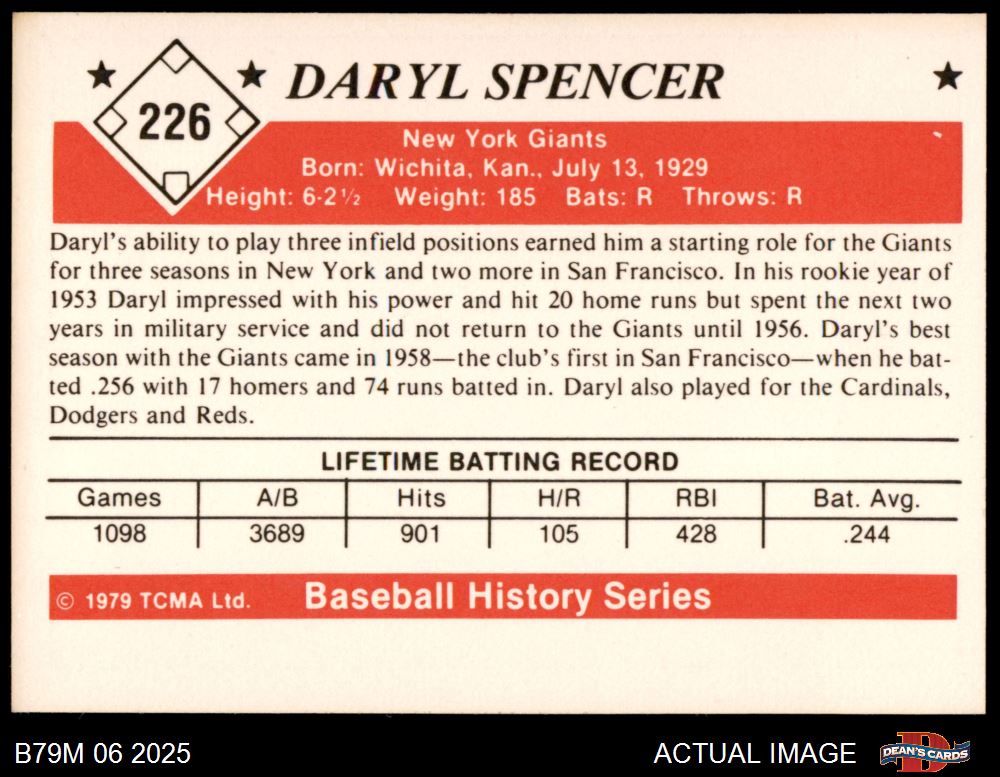 226
DARYL SPENCER
New York Giants
Born: Wichita, Kan., July 13, 1929
Height: 6-2½ Weight: 185 Bats: R Throws: R
Daryl's ability to play three infield positions earned him a starting role for the Giants
for three seasons in New York and two more in San Francisco. In his rookie year of
1953 Daryl impressed with his power and hit 20 home runs but spent the next two
years in military service and did not return to the Giants until 1956. Daryl's best
season with the Giants came in 1958—the club's first in San Francisco—when he bat-
ted .256 with 17 homers and 74 runs batted in. Daryl also played for the Cardinals,
Dodgers and Reds.
LIFETIME BATTING RECORD
Games A/B Hits H/R RBI Bat. Avg.
1098 3689 901 105 428 .244
© 1979 TCMA Ltd. Baseball History Series
B79M 06 2025 ACTUAL IMAGE DEAN'S CARDS